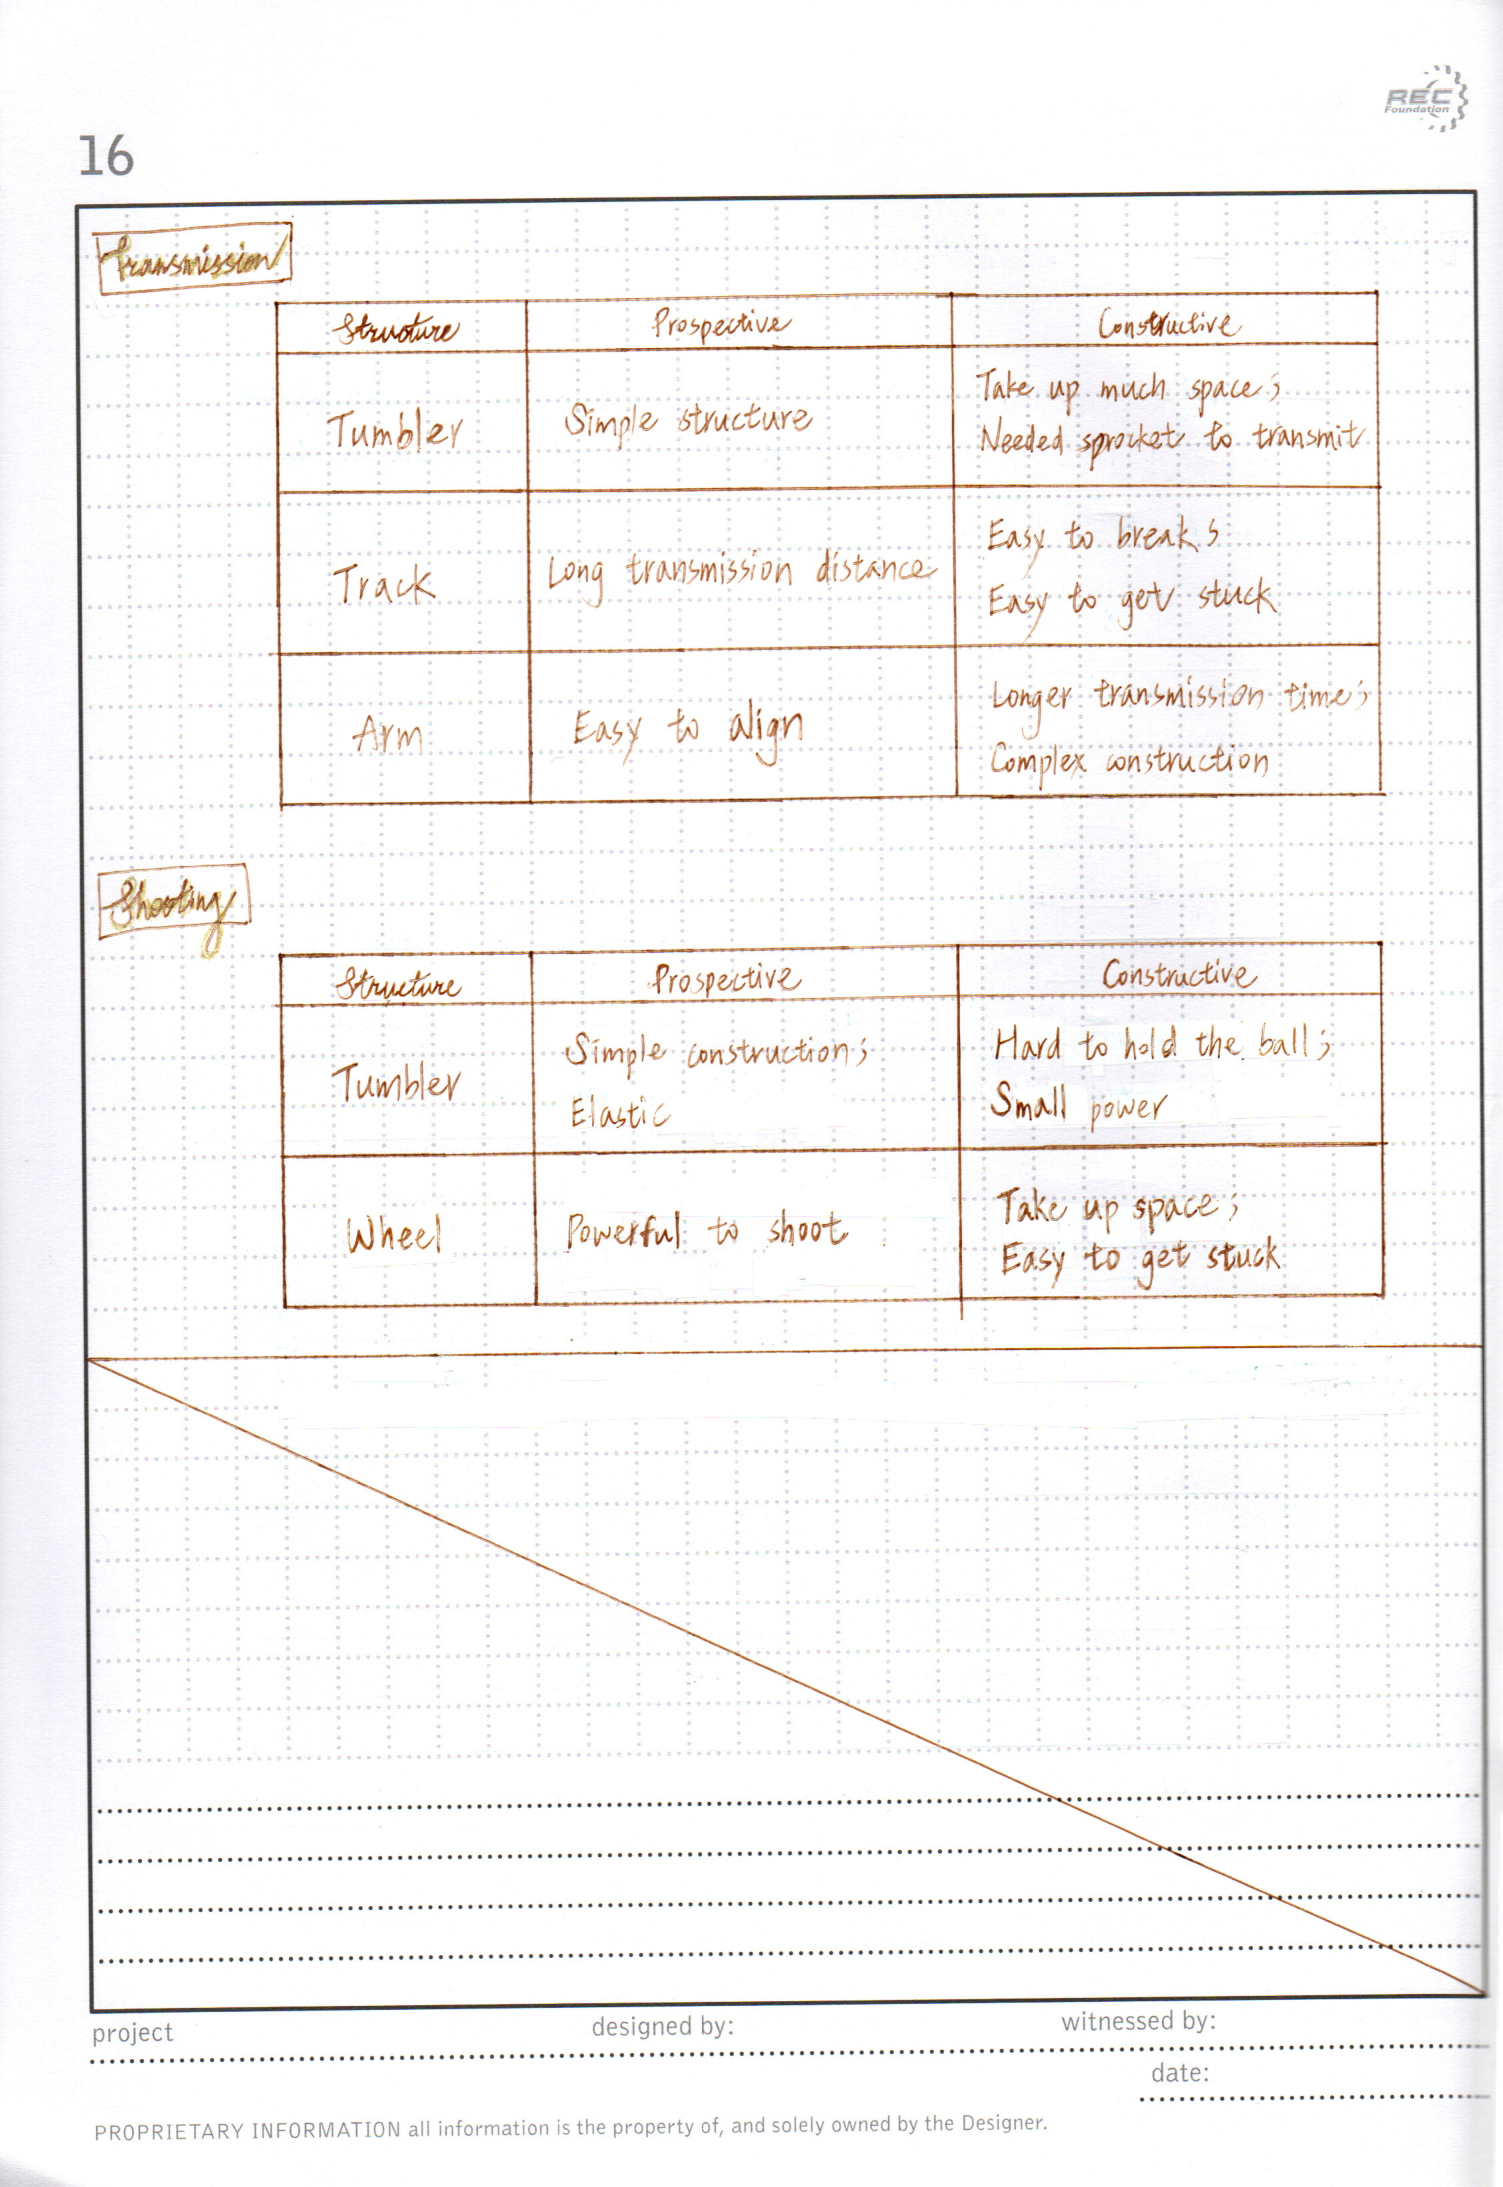 REC
Foundation
16
Transmission
Structure Prospective Constructive
Tumbler Simple structure Take up much space;
Needed sprocket to transmit
Track Long transmission distance Easy to break;
Easy to get stuck
Arm Easy to align Longer transmission time;
Complex construction
Shooting
Structure Prospective Constructive
Tumbler Simple construction; Hard to hold the ball;
Elastic Small power
Wheel Powerful to shoot Take up space;
Easy to get stuck
project designed by: witnessed by:
date:
PROPRIETARY INFORMATION all information is the property of, and solely owned by the Designer.